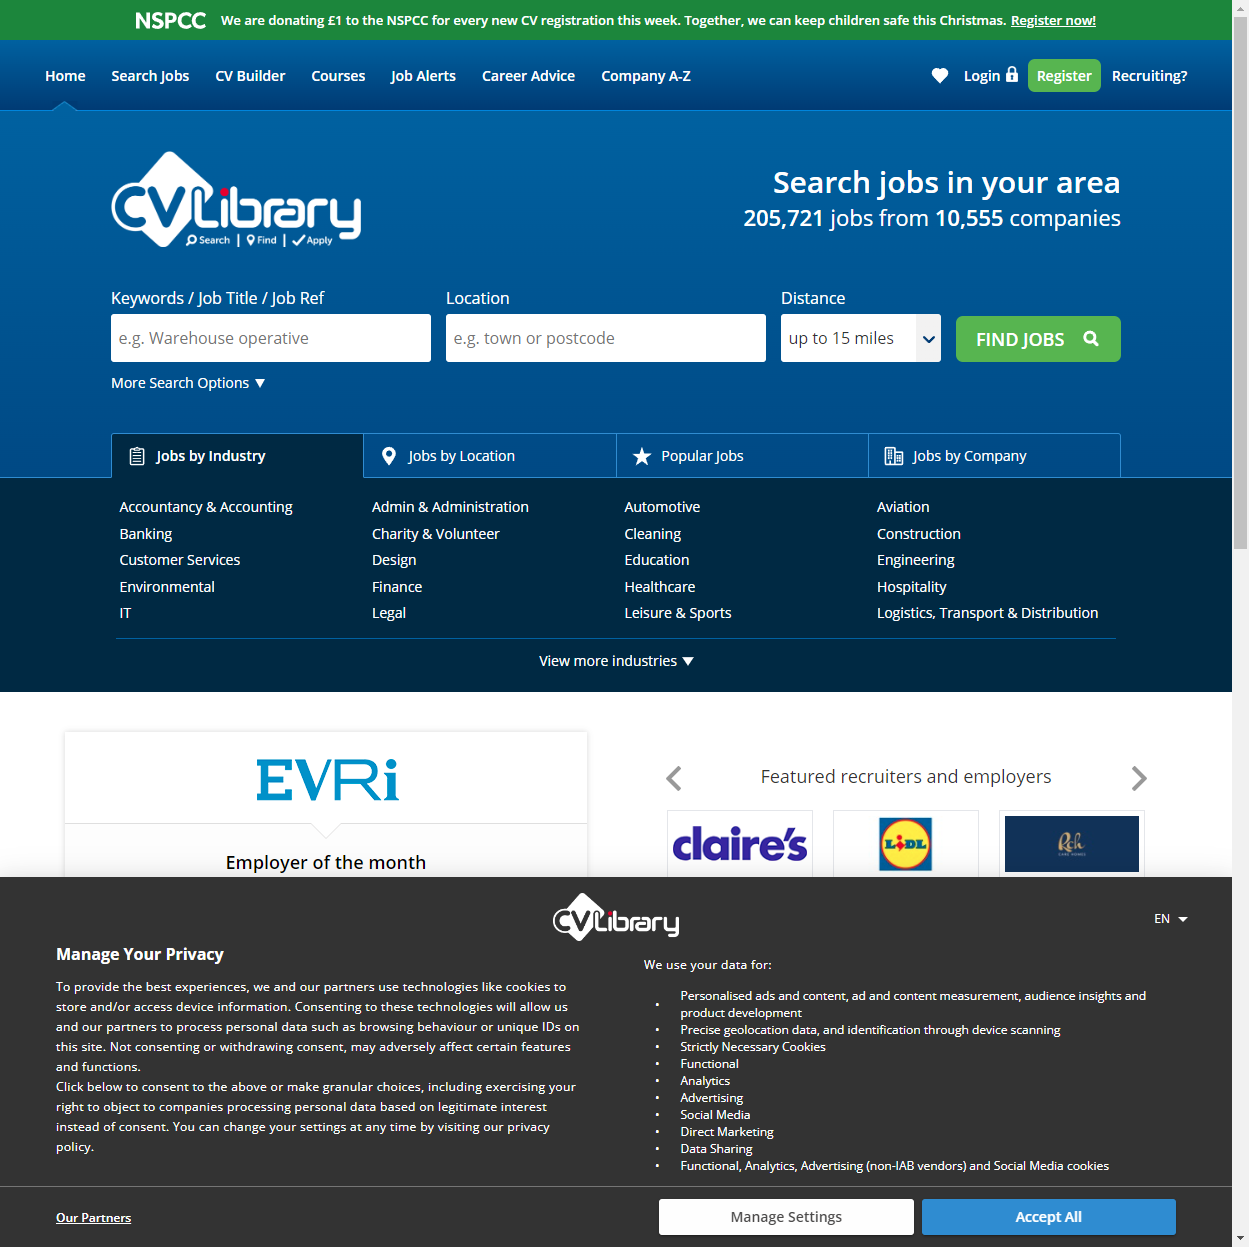 NSPCC We are donating £1 to the NSPCC for every new CV registration this week. Together, we can keep children safe this Christmas. Register now!
Home Search Jobs CV Builder Courses Job Alerts Career Advice Company A-Z Login Register Recruiting?
CVLibrary
Search | Find | Apply
Search jobs in your area
205,721 jobs from 10,555 companies
Keywords / Job Title / Job Ref Location Distance
e.g. Warehouse operative e.g. town or postcode up to 15 miles FIND JOBS
More Search Options ▼
Jobs by Industry Jobs by Location Popular Jobs Jobs by Company
Accountancy & Accounting Admin & Administration Automotive Aviation
Banking Charity & Volunteer Cleaning Construction
Customer Services Design Education Engineering
Environmental Finance Healthcare Hospitality
IT Legal Leisure & Sports Logistics, Transport & Distribution
View more industries ▼
EVRi
Employer of the month
Featured recruiters and employers
claire's LIDL Rch
CARE HOMES
CVLibrary
EN
Manage Your Privacy
To provide the best experiences, we and our partners use technologies like cookies to
store and/or access device information. Consenting to these technologies will allow us
and our partners to process personal data such as browsing behaviour or unique IDs on
this site. Not consenting or withdrawing consent, may adversely affect certain features
and functions.
Click below to consent to the above or make granular choices, including exercising your
right to object to companies processing personal data based on legitimate interest
instead of consent. You can change your settings at any time by visiting our privacy
policy.
We use your data for:
• Personalised ads and content, ad and content measurement, audience insights and
product development
• Precise geolocation data, and identification through device scanning
• Strictly Necessary Cookies
• Functional
• Analytics
• Advertising
• Social Media
• Direct Marketing
• Data Sharing
• Functional, Analytics, Advertising (non-IAB vendors) and Social Media cookies
Our Partners Manage Settings Accept All